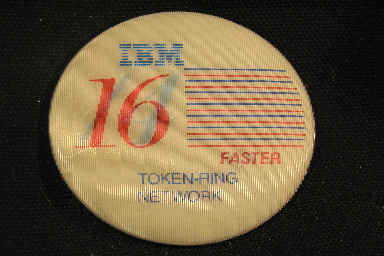 IBM
16
FASTER
TOKEN-RING
NETWORK